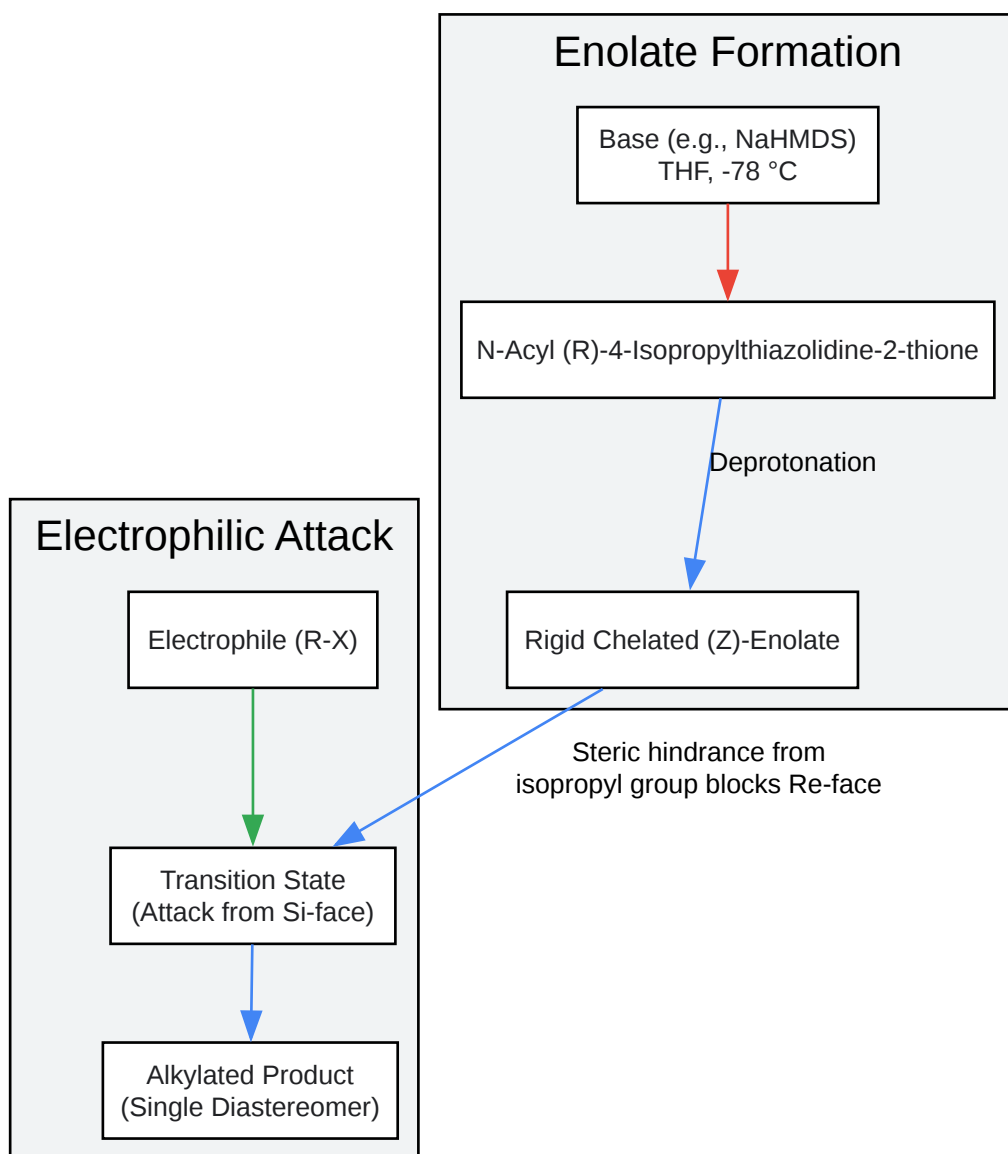 Enolate Formation
Base (e.g., NaHMDS)
THF, -78 °C
N-Acyl (R)-4-Isopropylthiazolidine-2-thione
Deprotonation
Rigid Chelated (Z)-Enolate
Steric hindrance from
isopropyl group blocks Re-face
Electrophilic Attack
Electrophile (R-X)
Transition State
(Attack from Si-face)
Alkylated Product
(Single Diastereomer)